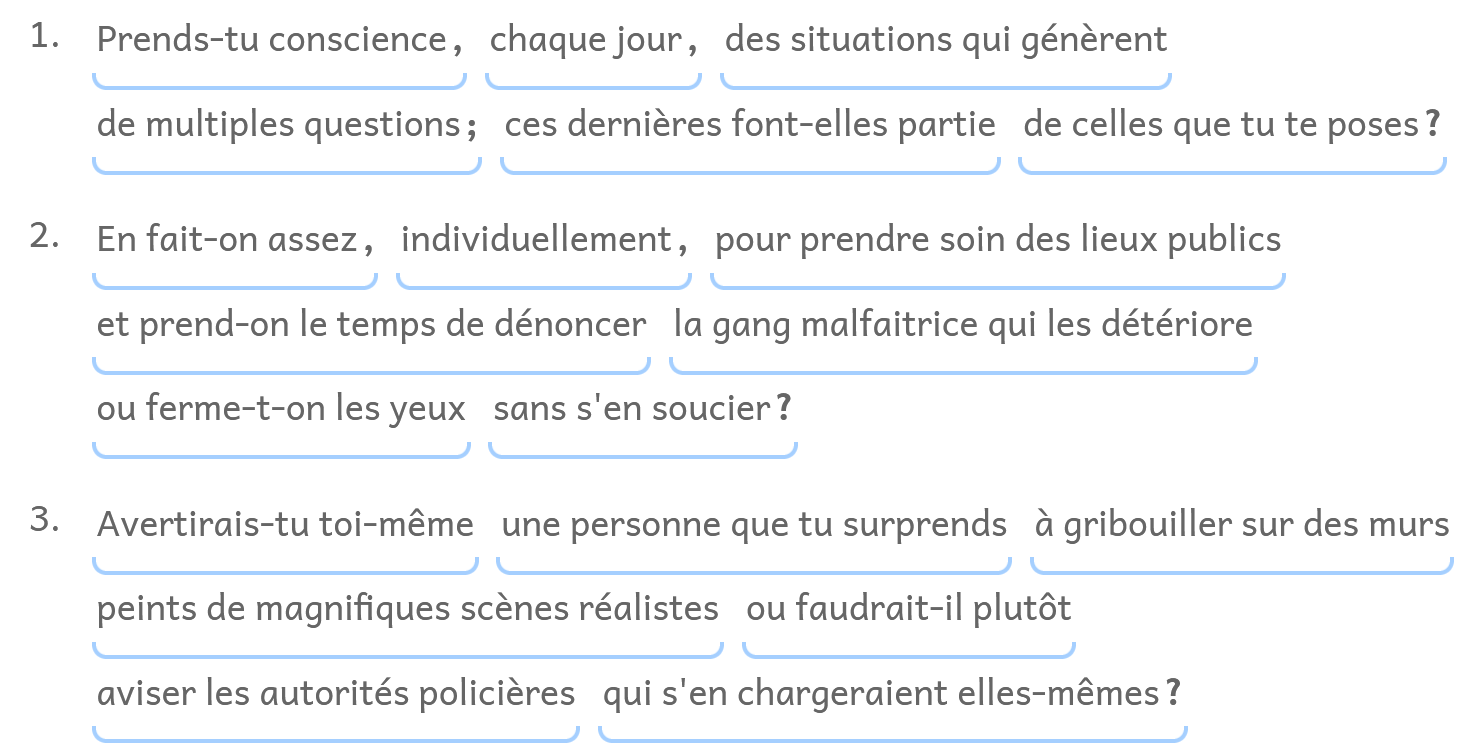 1. Prends-tu conscience, chaque jour, des situations qui génèrent
de multiples questions; ces dernières font-elles partie de celles que tu te poses?
2. En fait-on assez, individuellement, pour prendre soin des lieux publics
et prend-on le temps de dénoncer la gang malfaitrice qui les détériore
ou ferme-t-on les yeux sans s'en soucier?
3. Avertirais-tu toi-même une personne que tu surprends à gribouiller sur des murs
peints de magnifiques scènes réalistes ou faudrait-il plutôt
aviser les autorités policières qui s'en chargeraient elles-mêmes?